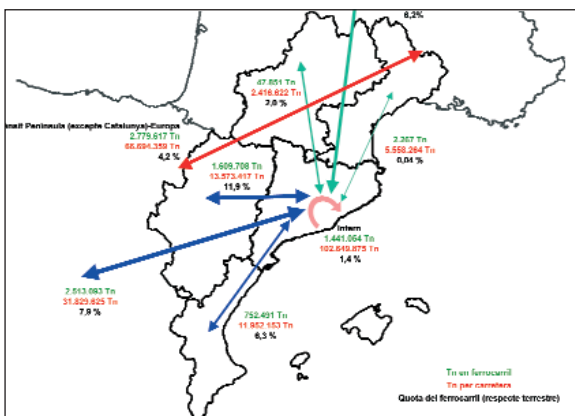 6,2%
47.851 Tn
2.416.622 Tn
2,0 %
Península (excepte Catalunya)-Europa
2.779.617 Tn
66.694.359 Tn
4,2 %
2.267 Tn
5.558.264 Tn
0,04 %
1.609.708 Tn
13.573.417 Tn
11,9 %
Intern
1.441.064 Tn
102.649.875 Tn
1,4 %
2.513.093 Tn
31.829.625 Tn
7,9 %
752.491 Tn
11.952.153 Tn
6,3 %
Tn en ferrocarril
Tn per carretera
Quota del ferrocarril (respecte terrestre)